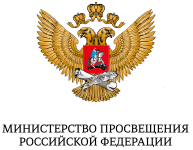 МИНИСТЕРСТВО ПРОСВЕЩЕНИЯ
РОССИЙСКОЙ ФЕДЕРАЦИИ